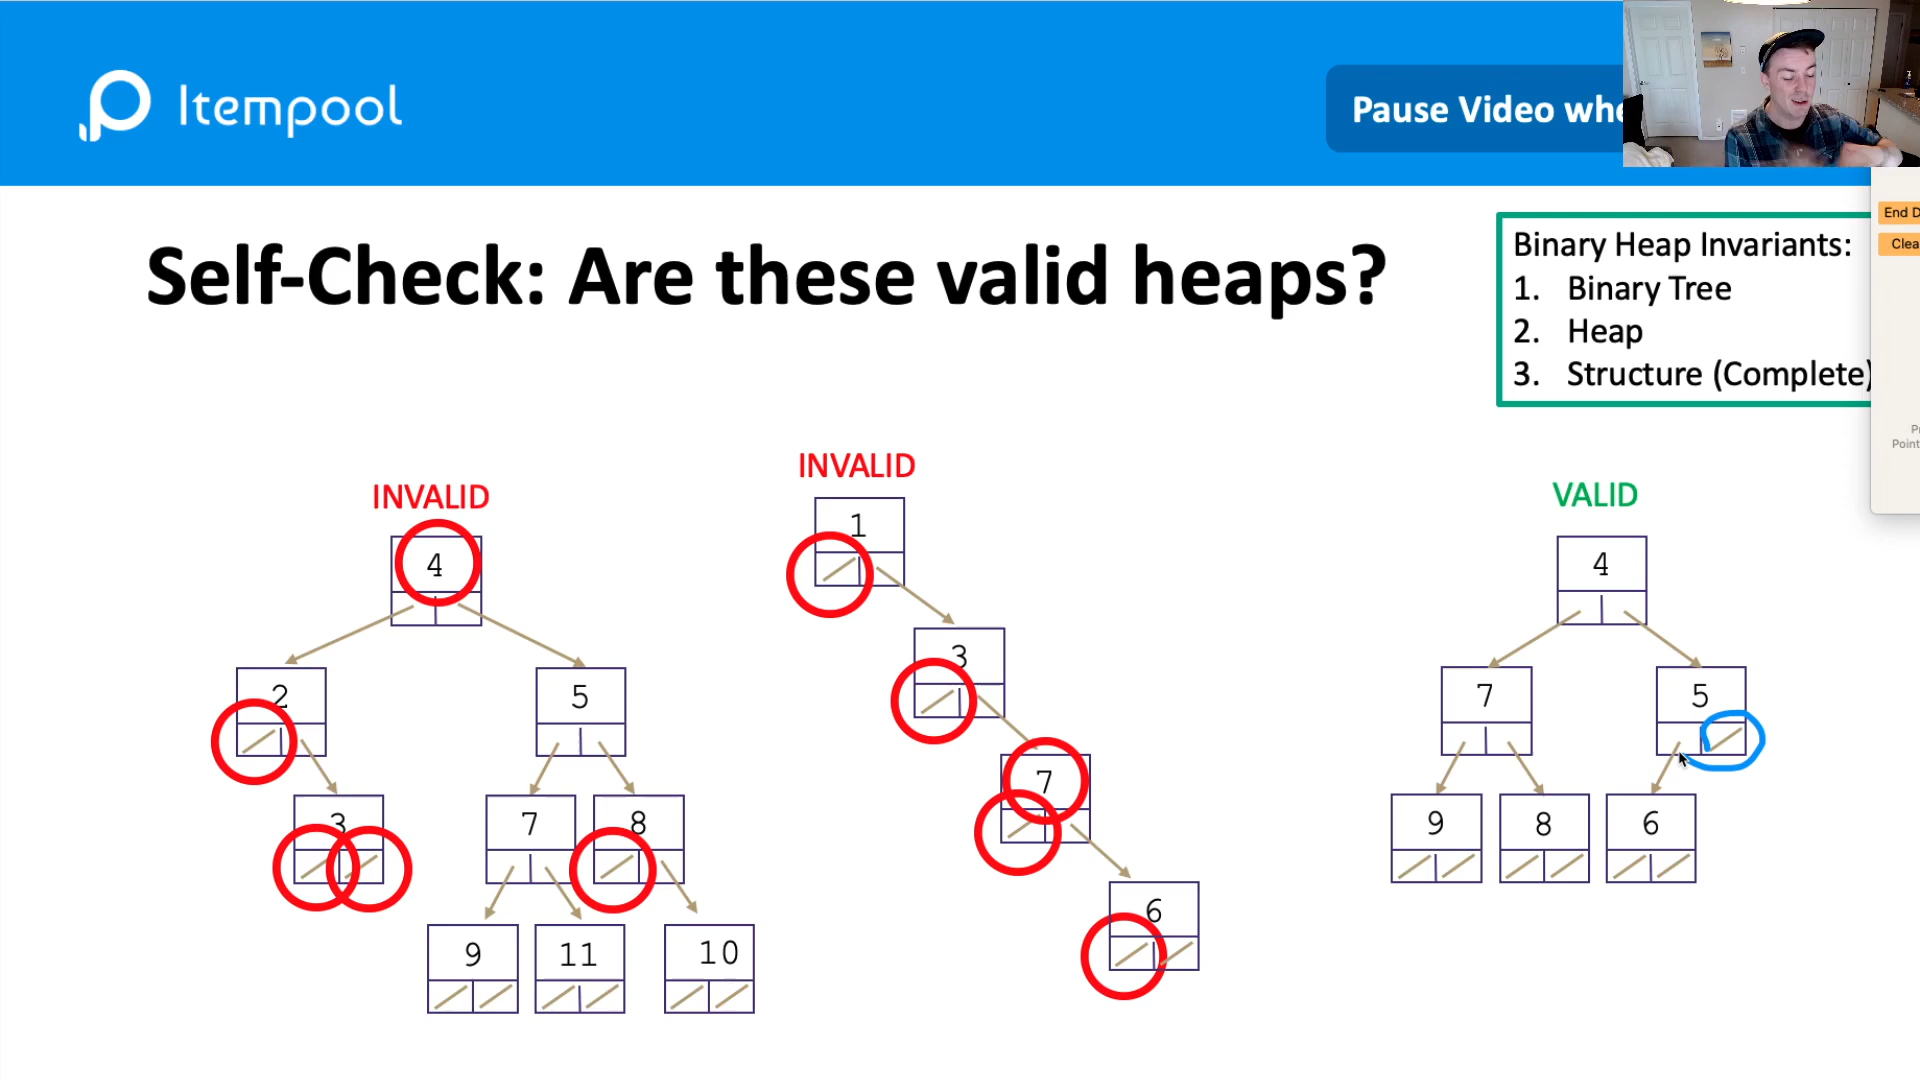 Itempool
Pause Video whe
End D
Clea
Self-Check: Are these valid heaps?
Binary Heap Invariants:
1. Binary Tree
2. Heap
3. Structure (Complete)
Point
INVALID
4
2
5
3
7
8
9
11
10
INVALID
1
3
7
6
VALID
4
7
5
9
8
6